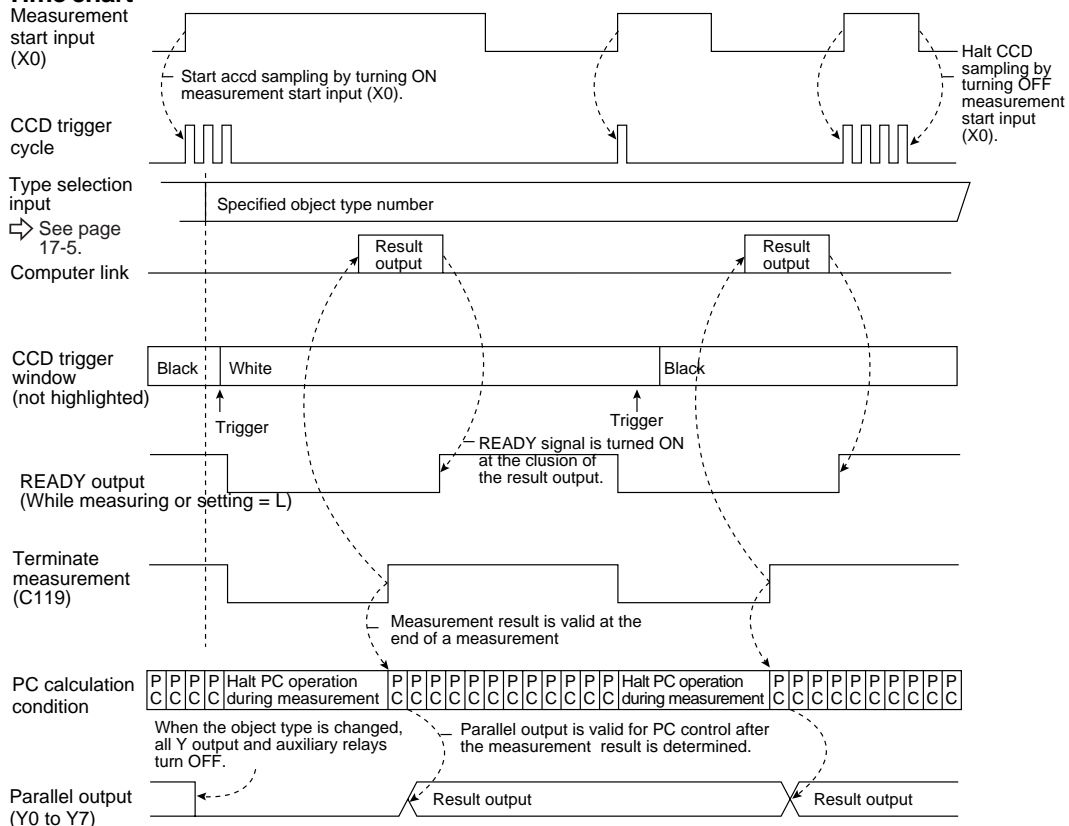 Time chart
Measurement
start input
(X0)
Start accd sampling by turning ON
measurement start input (X0).
Halt CCD
sampling by
turning OFF
measurement
start input
(X0).
CCD trigger
cycle
Type selection
input
See page
17-5.
Specified object type number
Computer link
Result
output
Result
output
CCD trigger
window
(not highlighted)
Black
White
Black
Trigger
Trigger
READY signal is turned ON
at the clusion of
the result output.
READY output
(While measuring or setting = L)
Terminate
measurement
(C119)
Measurement result is valid at the
end of a measurement
PC calculation
condition
P P P P Halt PC operation P P P P P P P P P P P P Halt PC operation P P P P P P P P P P
C C C C during measurement C C C C C C C C C C C C during measurement C C C C C C C C C C
When the object type is changed,
all Y output and auxiliary relays
turn OFF.
Parallel output is valid for PC control after
the measurement result is determined.
Parallel output
(Y0 to Y7)
Result output
Result output